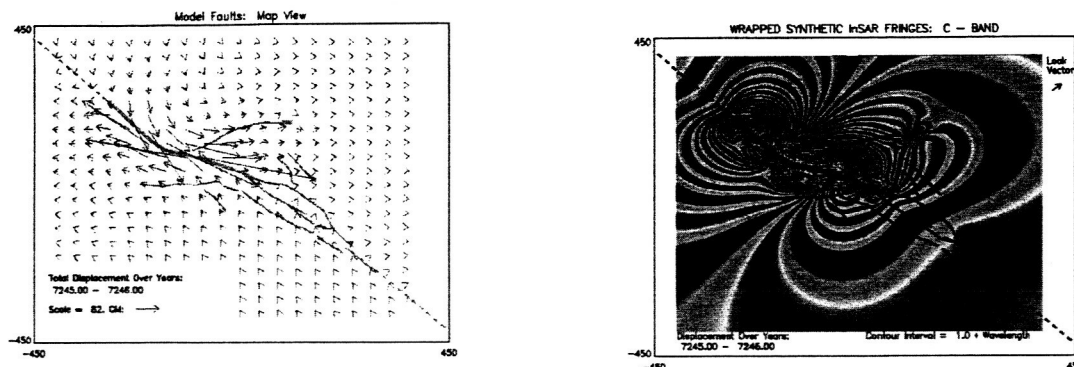 Model Faults: Map View
450
Total Displacement Over Years:
7245.00 - 7246.00
Scale = 82. CM:
-450
-450
450
WRAPPED SYNTHETIC InSAR FRINGES: C - BAND
450
Look
Vector
Displacement Over Years:
7245.00 - 7246.00
Contour Interval = 1.0 * Wavelength
-450
-450